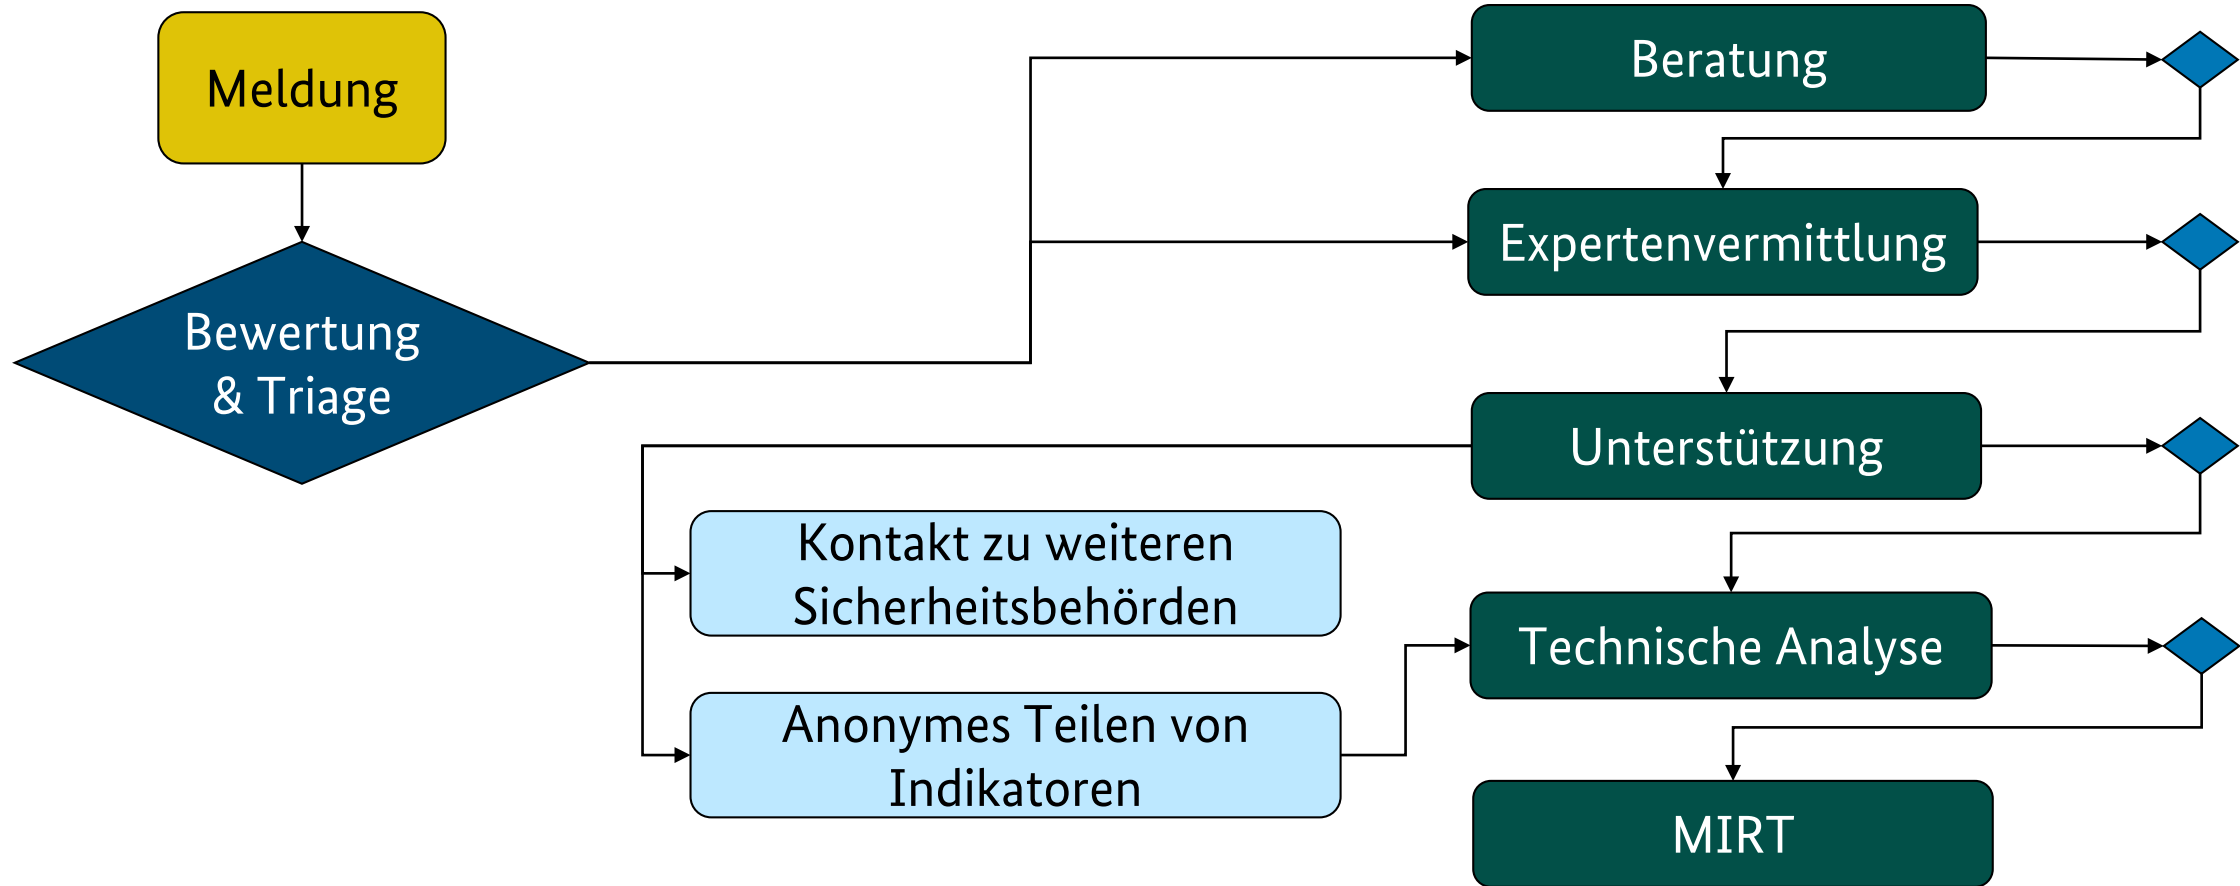 Meldung
Bewertung
& Triage
Beratung
Expertenvermittlung
Unterstützung
Kontakt zu weiteren
Sicherheitsbehörden
Anonymes Teilen von
Indikatoren
Technische Analyse
MIRT